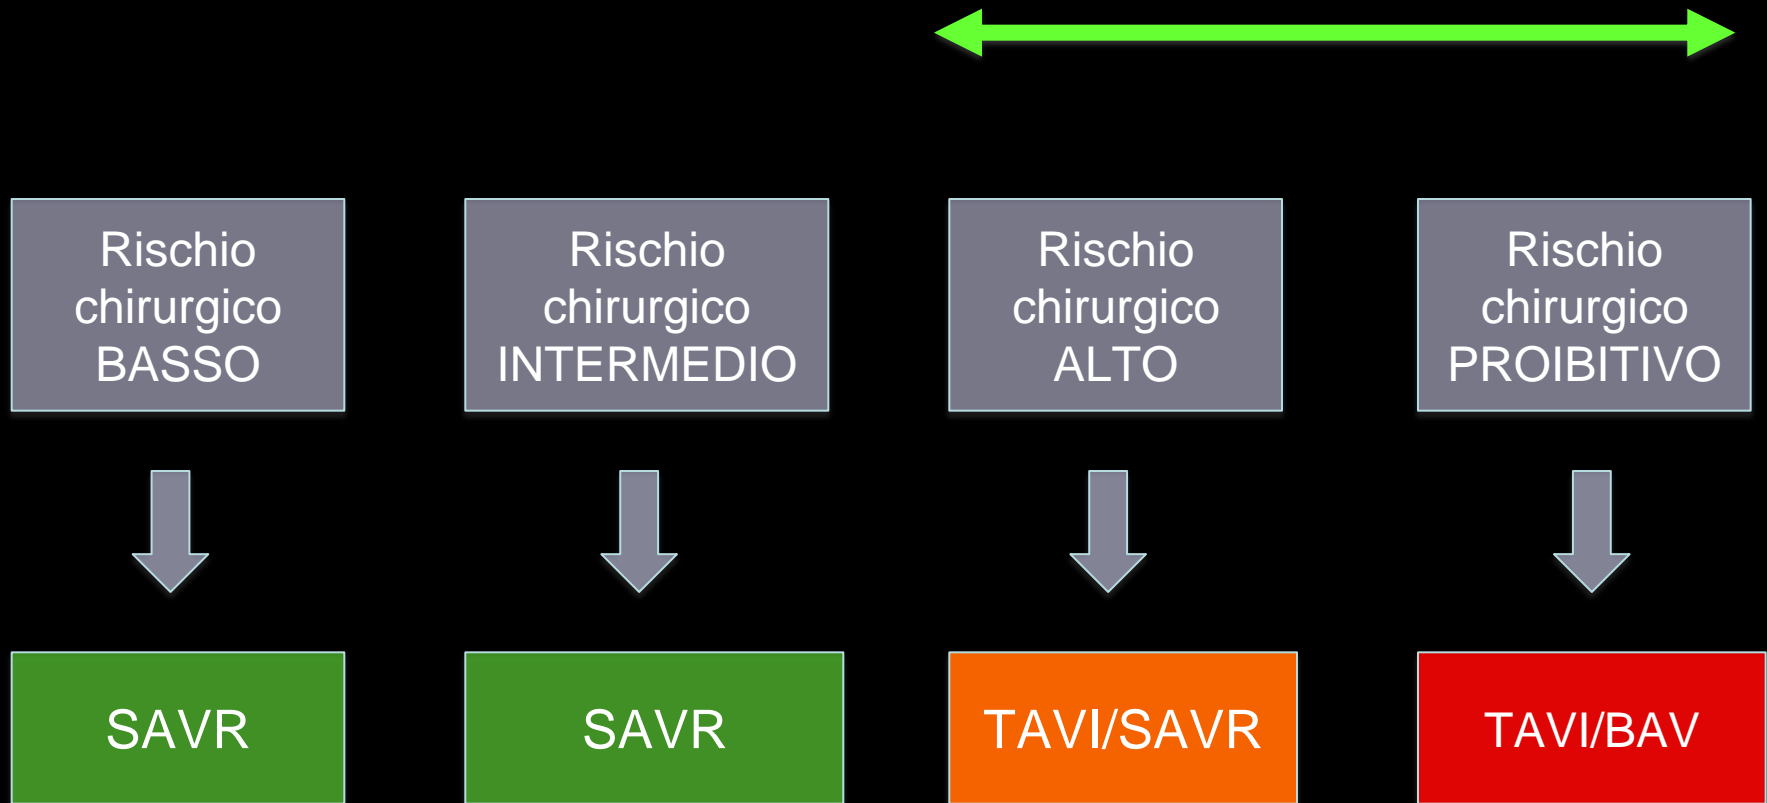 Rischio
chirurgico
BASSO
Rischio
chirurgico
INTERMEDIO
Rischio
chirurgico
ALTO
Rischio
chirurgico
PROIBITIVO
SAVR
SAVR
TAVI/SAVR
TAVI/BAV